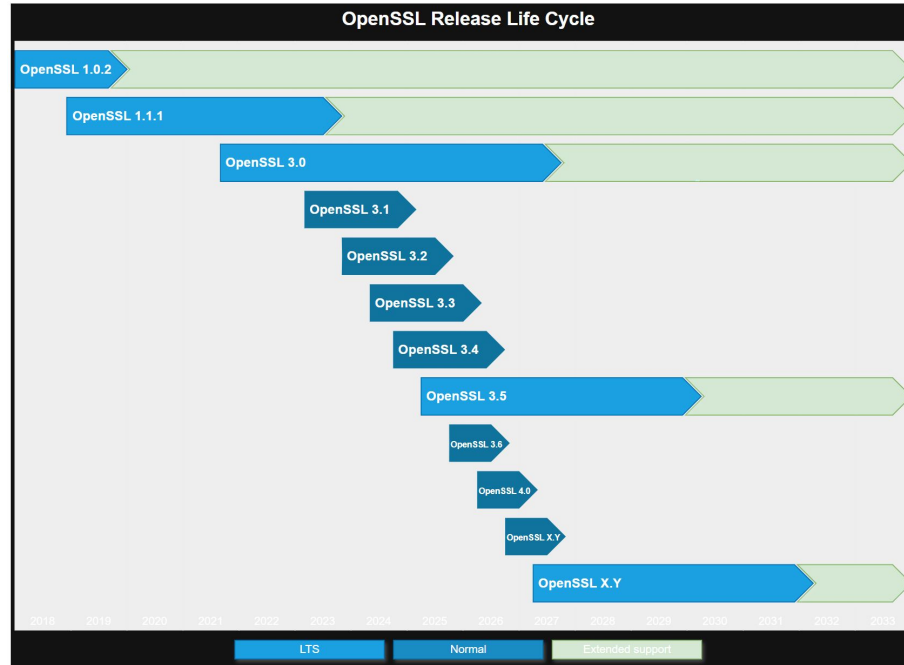 OpenSSL Release Life Cycle
OpenSSL 1.0.2
OpenSSL 1.1.1
OpenSSL 3.0
OpenSSL 3.1
OpenSSL 3.2
OpenSSL 3.3
OpenSSL 3.4
OpenSSL 3.5
OpenSSL 3.6
OpenSSL 4.0
OpenSSL X.Y
OpenSSL X.Y
2018 2019 2020 2021 2022 2023 2024 2025 2026 2027 2028 2029 2030 2031 2032 2033
LTS Normal Extended support